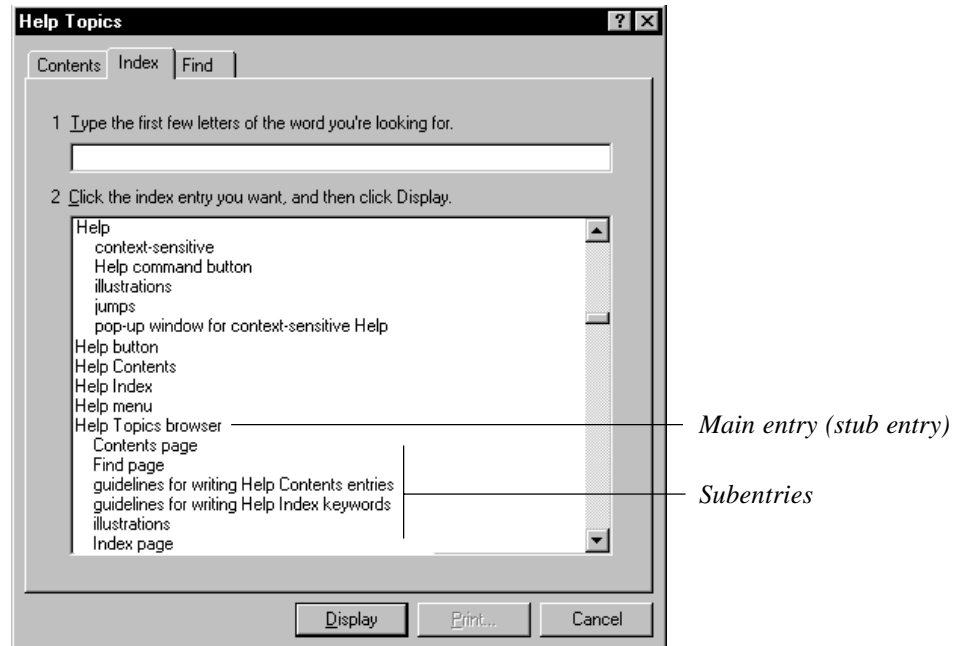 Help Topics
Contents Index Find
1 Type the first few letters of the word you're looking for.
2 Click the index entry you want, and then click Display.
Help
context-sensitive
Help command button
illustrations
jumps
pop-up window for context-sensitive Help
Help button
Help Contents
Help Index
Help menu
Help Topics browser
Main entry (stub entry)
Contents page
Find page
guidelines for writing Help Contents entries
guidelines for writing Help Index keywords
Subentries
illustrations
Index page
Display Print... Cancel